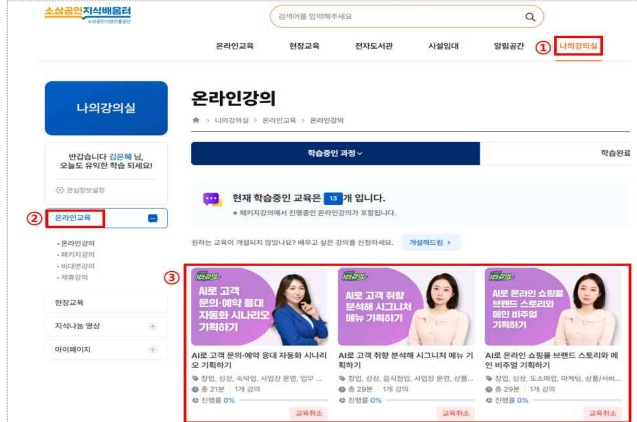 소상공인지식배움터
소상공인시장진흥공단
검색어를 입력해주세요
온라인교육 현장교육 전자도서관 시설임대 알림공간 ① 나의강의실
나의강의실
온라인강의
> 나의강의실 > 온라인교육 > 온라인강의
반갑습니다 김은혜 님,
오늘도 유익한 학습 되세요!
관심정보설정
학습중인 과정 학습완료
현재 학습중인 교육은 13 개 입니다.
※ 패키지강의에서 진행중인 온라인강의가 포함됩니다.
② 온라인교육
- 온라인강의
- 패키지강의
- 비대면강의
- 제휴강의
현장교육
지식나눔 영상
마이페이지
원하는 교육이 개설되지 않았나요? 배우고 싶은 강의를 신청하세요. 개설해드림 >
③
AI로 고객
문의·예약 응대
자동화 시나리오
기획하기
AI로 고객 문의·예약 응대 자동화 시나리
오 기획하기
창업, 성장, 숙박업, 사업장 운영, 업무 ...
총 21분 1개 강의
진행률 0%
교육취소
AI로 고객 취향
분석해 시그니처
메뉴 기획하기
AI로 고객 취향 분석해 시그니처 메뉴 기
획하기
창업, 성장, 음식점업, 사업장 운영, 상품...
총 28분 1개 강의
진행률 0%
교육취소
AI로 온라인 쇼핑몰
브랜드 스토리와
메인 비주얼
기획하기
AI로 온라인 쇼핑몰 브랜드 스토리와 메
인 비주얼 기획하기
창업, 성장, 도소매업, 마케팅, 상품/서비...
총 29분 1개 강의
진행률 0%
교육취소